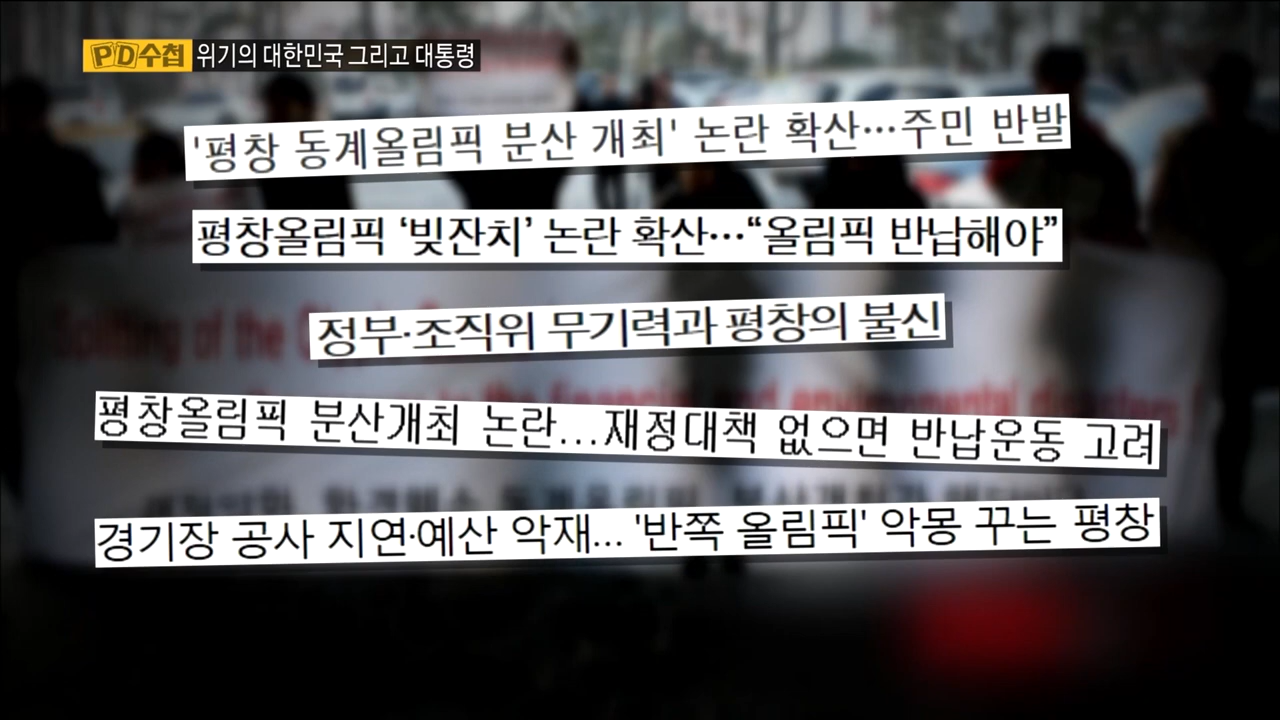 PD수첩 위기의 대한민국 그리고 대통령
'평창 동계올림픽 분산 개최' 논란 확산…주민 반발
평창올림픽 ‘빚잔치’ 논란 확산…“올림픽 반납해야”
정부·조직위 무기력과 평창의 불신
평창올림픽 분산개최 논란...재정대책 없으면 반납운동 고려
경기장 공사 지연·예산 악재... '반쪽 올림픽' 악몽 꾸는 평창
of the